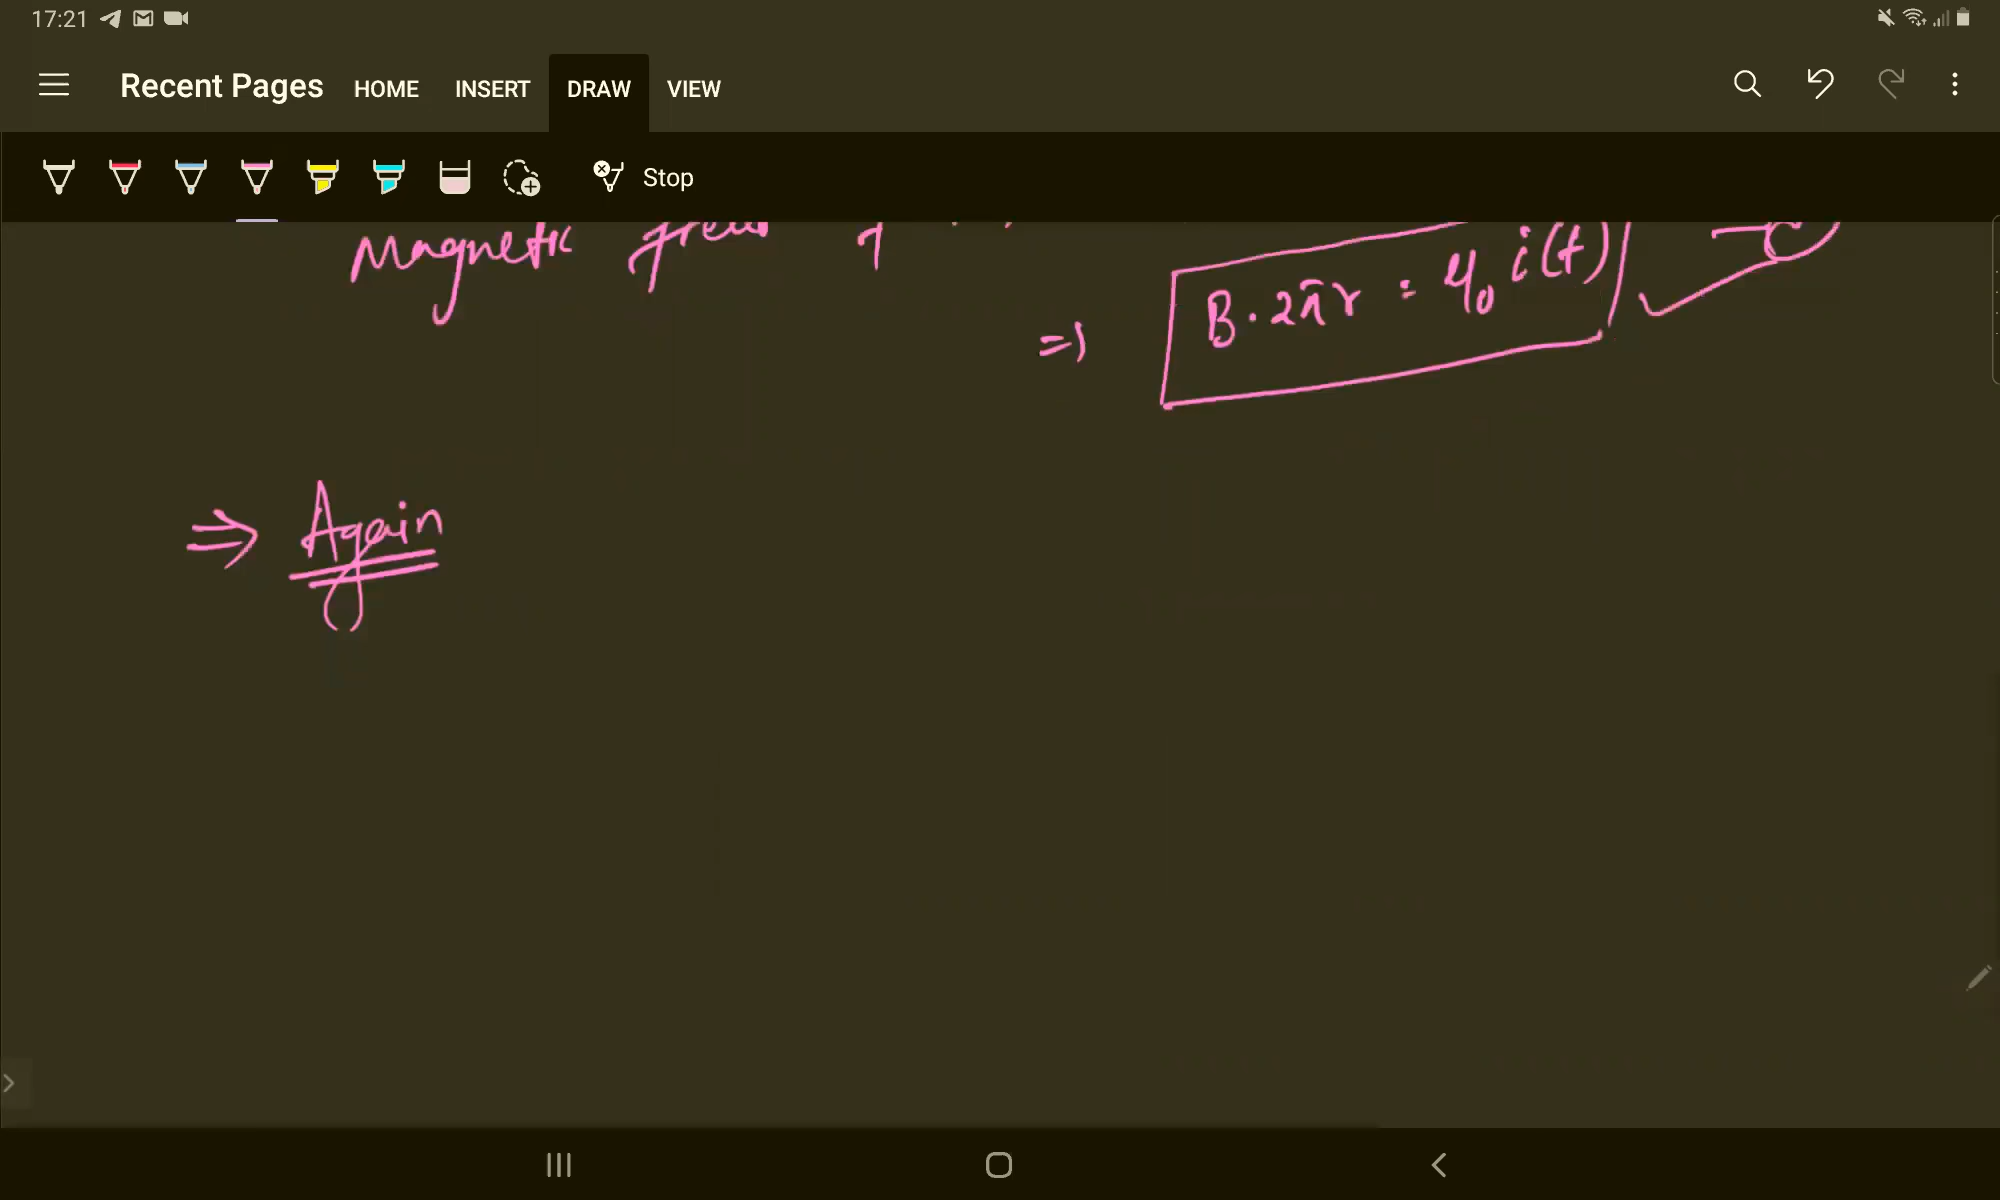 17:21
Recent Pages HOME INSERT DRAW VIEW
Stop
Magnetic
⇒ B · 2πr = μ₀ i(t)
⇒ Again